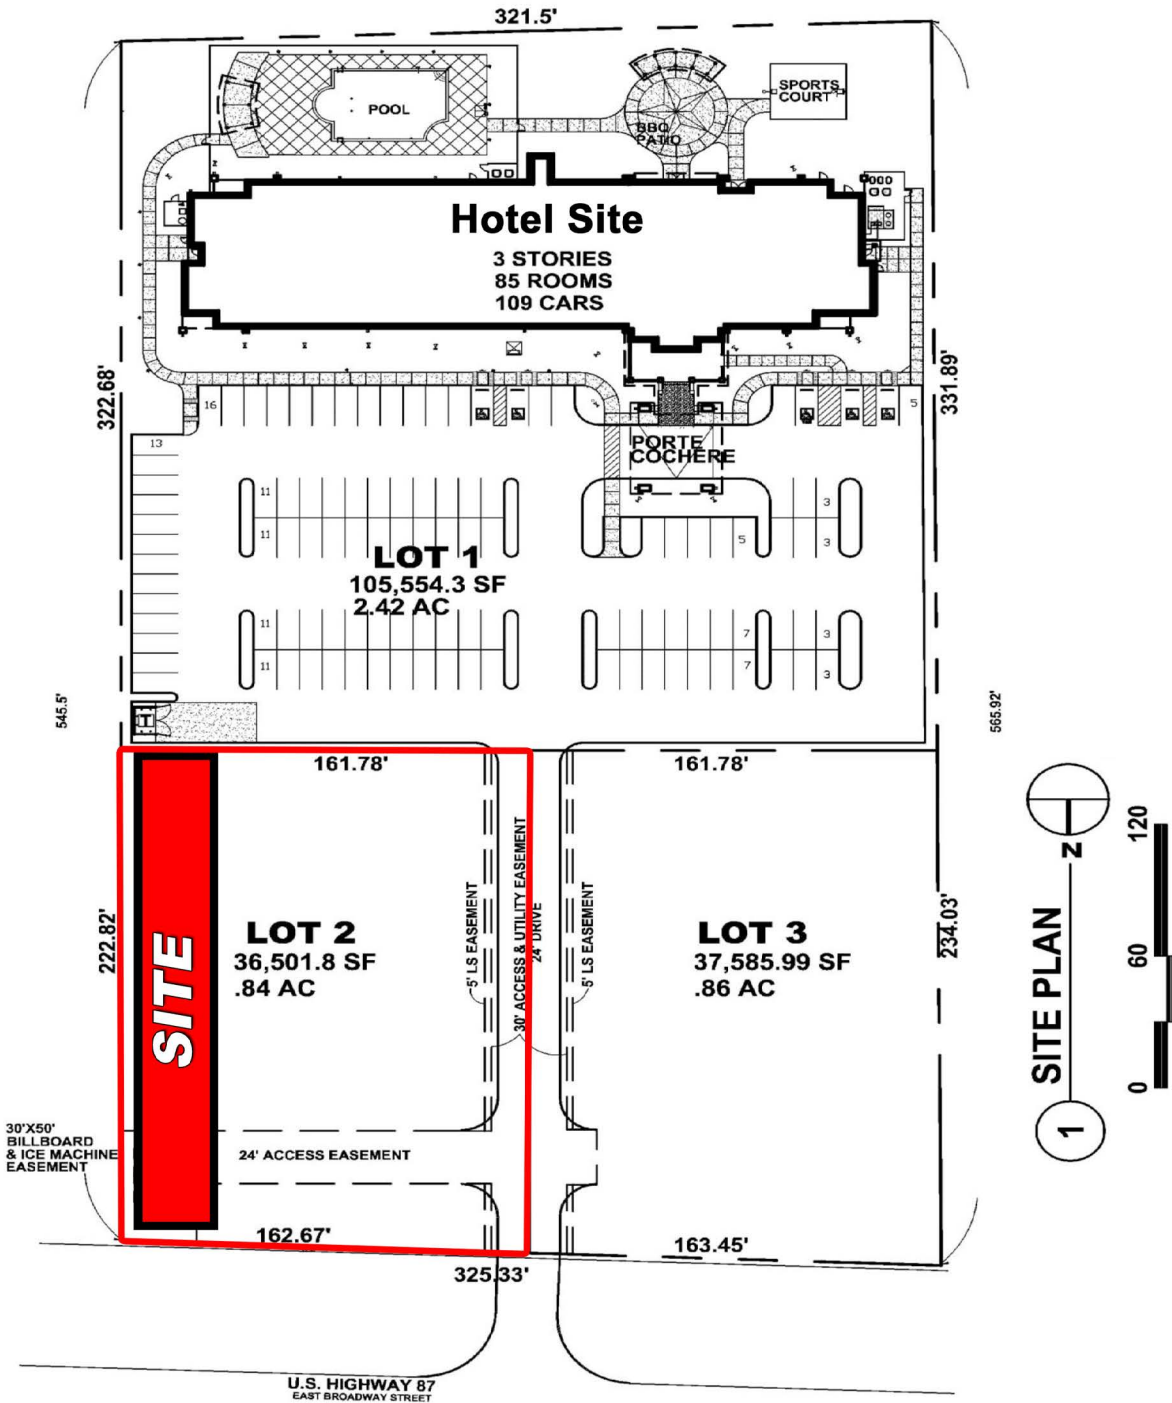 321.5'
POOL
SPORTS
COURT
BBQ
PATIO
Hotel Site
3 STORIES
85 ROOMS
109 CARS
322.68'
331.89'
16
5
13
PORTE
COCHERE
11
3
11
5
3
LOT 1
105,554.3 SF
2.42 AC
11
7
3
11
7
3
545.5'
565.92'
161.78'
161.78'
222.82'
SITE
LOT 2
36,501.8 SF
.84 AC
5' LS EASEMENT
30' ACCESS & UTILITY EASEMENT
24' DRIVE
5' LS EASEMENT
LOT 3
37,585.99 SF
.86 AC
234.03'
30'X50'
BILLBOARD
& ICE MACHINE
EASEMENT
24' ACCESS EASEMENT
162.67'
163.45'
325.33'
U.S. HIGHWAY 87
EAST BROADWAY STREET
N
1
SITE PLAN
0
60
120